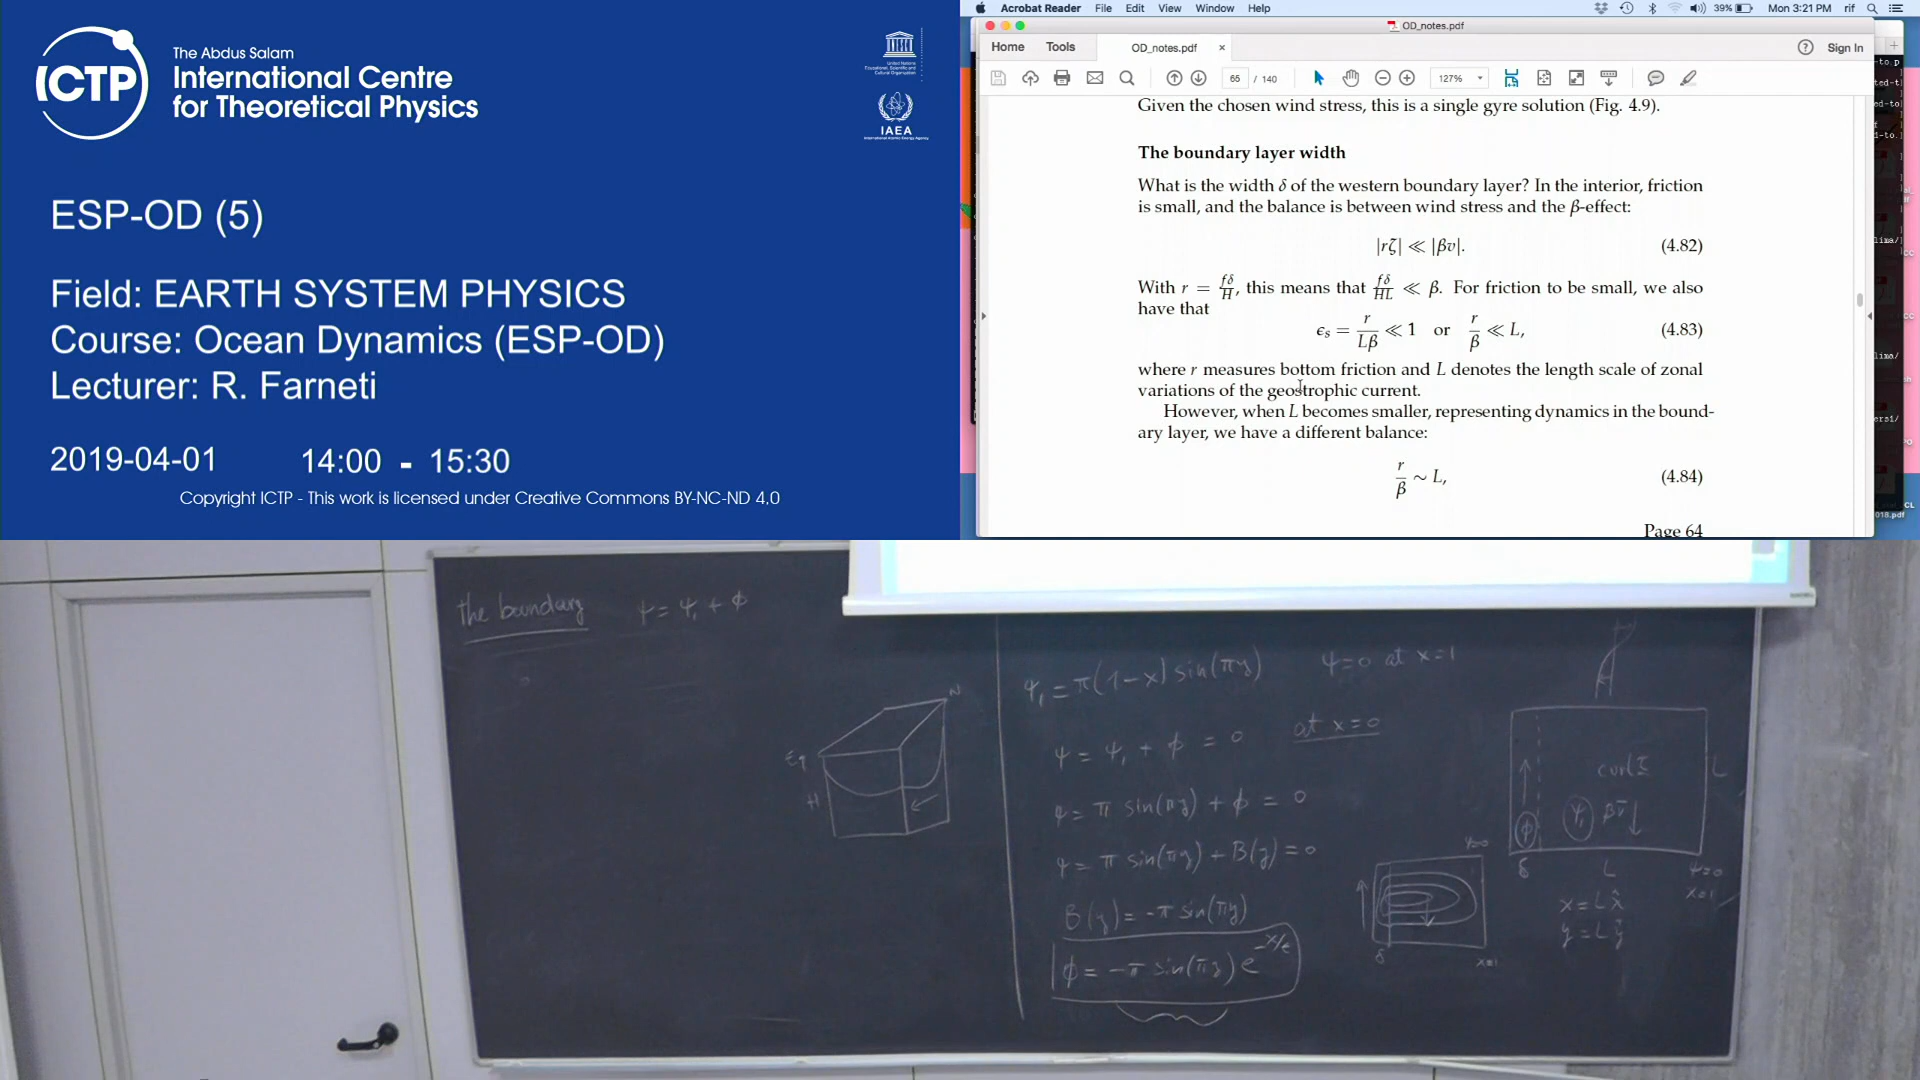 ICTP
The Abdus Salam
International Centre
for Theoretical Physics
IAEA
ESP-OD (5)
Field: EARTH SYSTEM PHYSICS
Course: Ocean Dynamics (ESP-OD)
Lecturer: R. Farneti
2019-04-01 14:00 - 15:30
Copyright ICTP - This work is licensed under Creative Commons BY-NC-ND 4,0
Acrobat Reader File Edit View Window Help 39% Mon 3:21 PM rif
OD_notes.pdf
Home Tools OD_notes.pdf × Sign In
65 / 140 127%
Given the chosen wind stress, this is a single gyre solution (Fig. 4.9).
The boundary layer width
What is the width δ of the western boundary layer? In the interior, friction
is small, and the balance is between wind stress and the β-effect:
|rζ| ≪ |βv|. (4.82)
With r = fδ/H, this means that fδ/HL ≪ β. For friction to be small, we also
have that
ϵs = r/Lβ ≪ 1 or r/β ≪ L, (4.83)
where r measures bottom friction and L denotes the length scale of zonal
variations of the geostrophic current.
However, when L becomes smaller, representing dynamics in the bound-
ary layer, we have a different balance:
r/β ∼ L, (4.84)
Page 64
the boundary ψ = ψ₁ + ϕ
N
Eq
H
ψ₁ = π(1-x) sin(πy) ψ=0 at x=1
ψ = ψ₁ + ϕ = 0 at x=0
ψ = π sin(πy) + ϕ = 0
ψ = π sin(πy) + B(y) = 0
B(y) = -π sin(πy)
ϕ = -π sin(πy) e^-x/ϵ
ψ=0
δ x=1
L
ϕ ψ₁
δ L ψ=0
x=1
x = L x̂
y = L ŷ